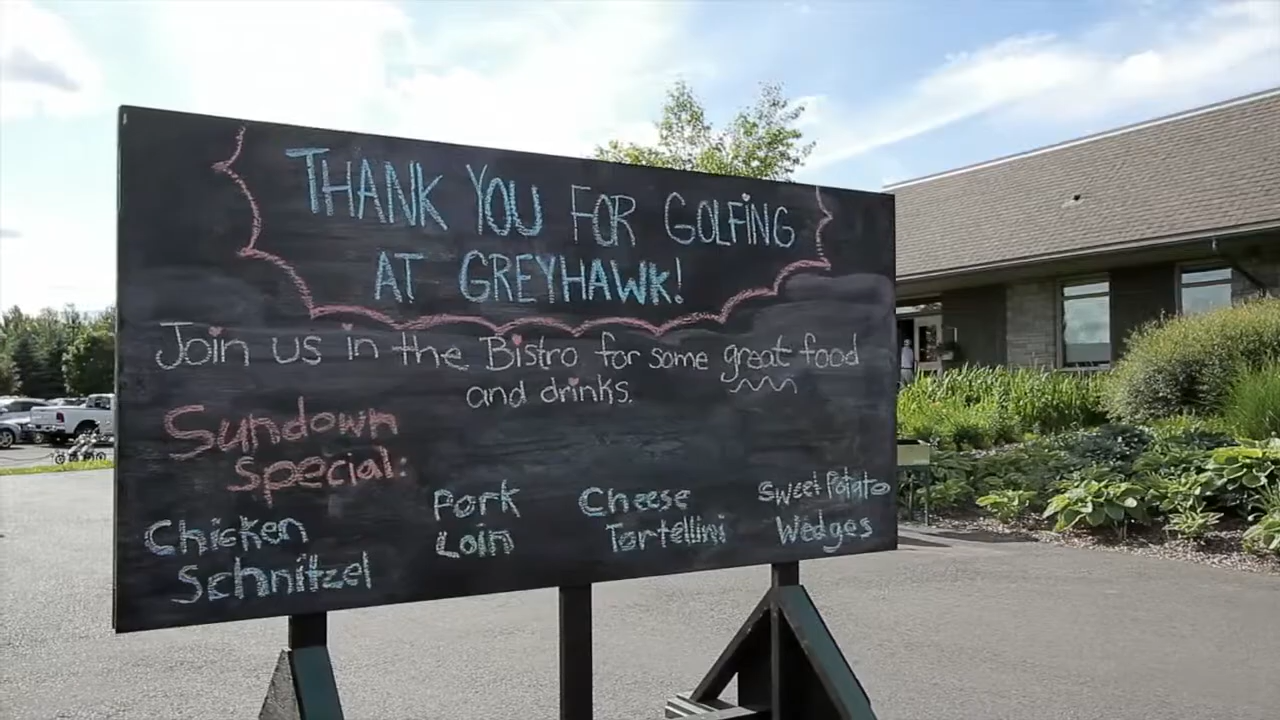 THANK YOU FOR GOLFING
AT GREYHAWK!
Join us in the Bistro for some great food
and drinks.
Sundown
special:
Chicken
Schnitzel
Pork
Loin
Cheese
Tortellini
Sweet Potato
Wedges